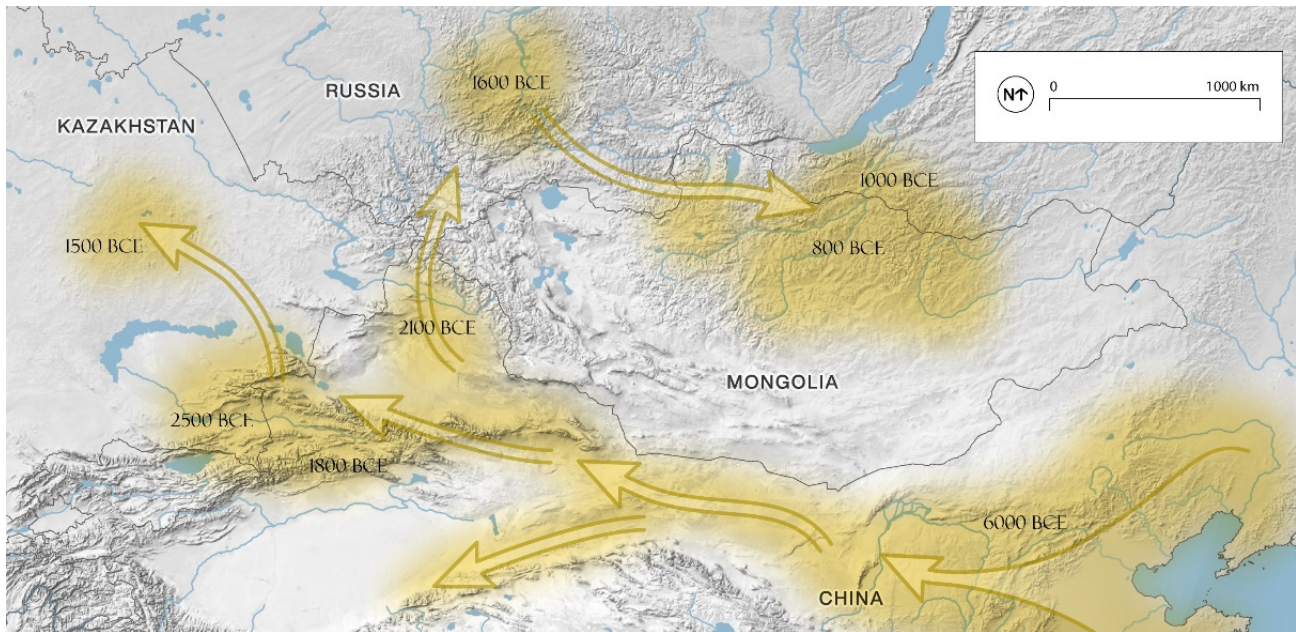 1600 BCE
RUSSIA
N 0 1000 km
KAZAKHSTAN
1000 BCE
1500 BCE
800 BCE
2100 BCE
MONGOLIA
2500 BCE
1800 BCE
6000 BCE
CHINA